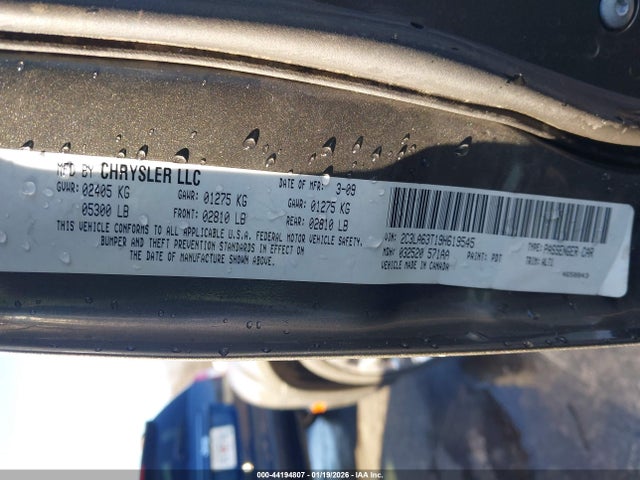 MFD BY CHRYSLER LLC
DATE OF MFR: 3-09
GVWR: 02405 KG
05300 LB
GAWR: 01275 KG
FRONT: 02810 LB
GAWR: 01275 KG
REAR: 02810 LB
THIS VEHICLE CONFORMS TO ALL APPLICABLE U.S.A. FEDERAL MOTOR VEHICLE SAFETY,
BUMPER AND THEFT PREVENTION STANDARDS IN EFFECT ON
THE DATE OF MANUFACTURE SHOWN ABOVE.
VIN: 2C3LA63T19H619545
TYPE: PASSENGER CAR
MDH: 032520 571AA
PAINT: PDT
TRIM:
VEHICLE MADE IN CANADA
000-44194807 - 01/19/2026 - IAA Inc.